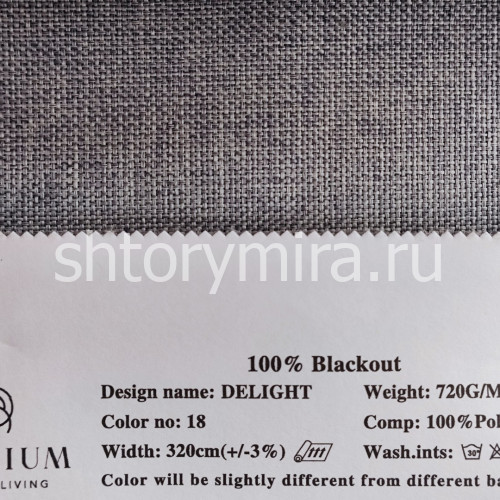 shtorymira.ru
100% Blackout
Design name: DELIGHT Weight: 720G/M
Color no: 18 Comp: 100%Pol
Width: 320cm(+/-3%) Wash.ints: 30°
IUM
LIVING
Color will be slightly different from different ba